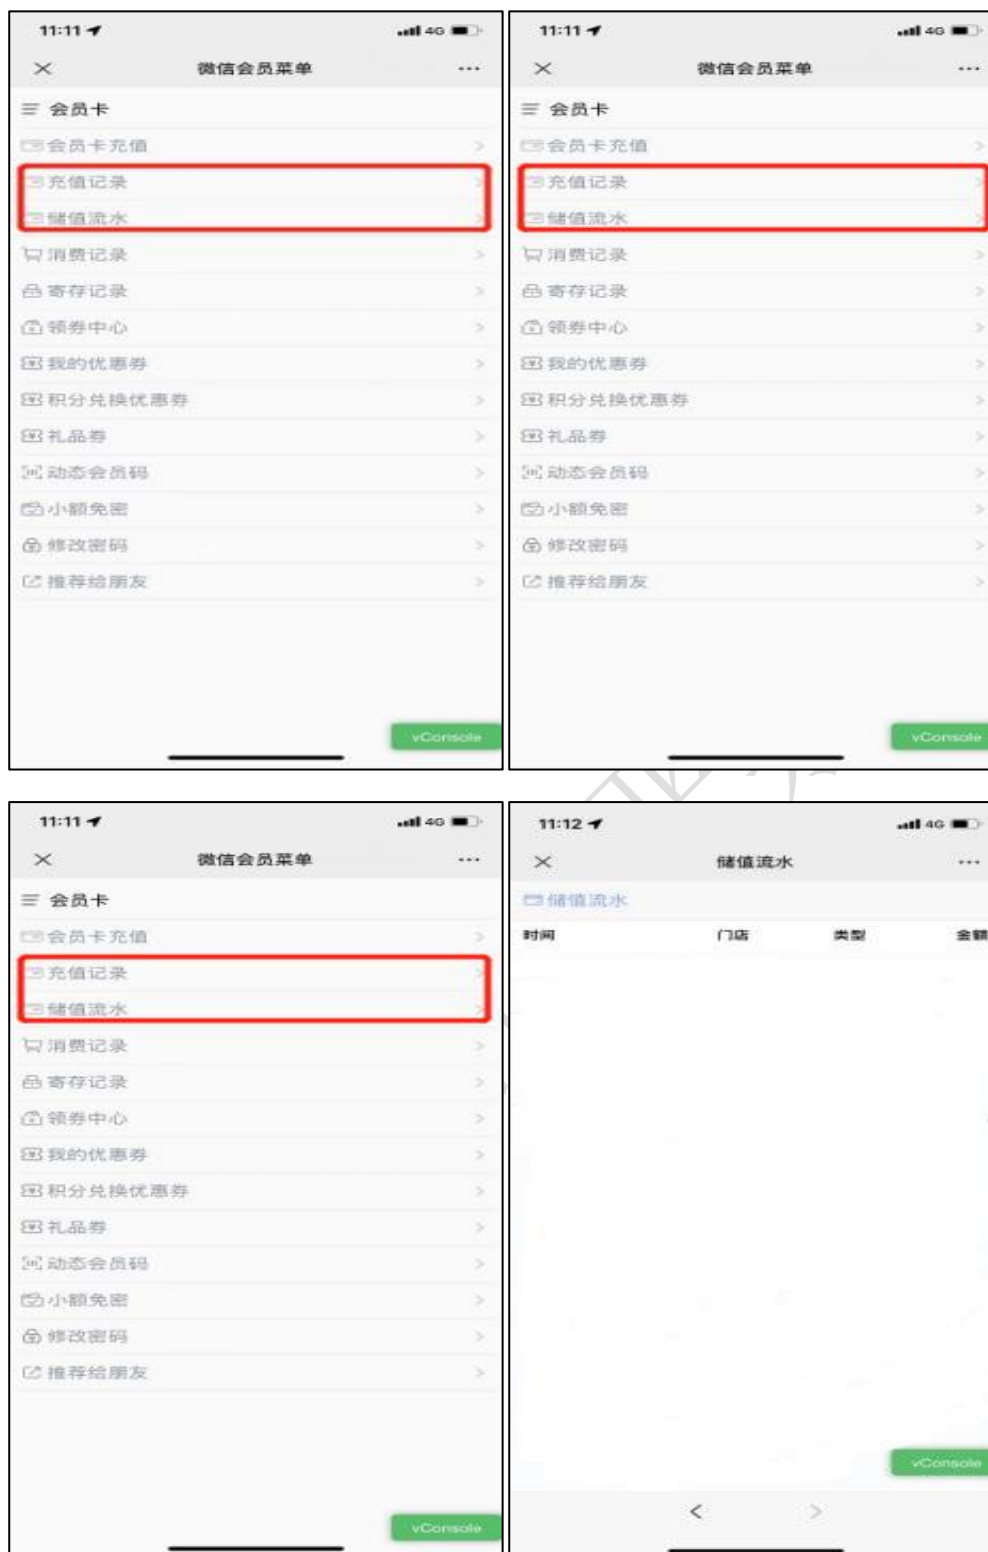 11:11
4G
微信会员菜单
会员卡
会员卡充值
充值记录
储值流水
消费记录
寄存记录
领券中心
我的优惠券
积分兑换优惠券
礼品券
动态会员码
小额免密
修改密码
推荐给朋友
vConsole
11:11
4G
微信会员菜单
会员卡
会员卡充值
充值记录
储值流水
消费记录
寄存记录
领券中心
我的优惠券
积分兑换优惠券
礼品券
动态会员码
小额免密
修改密码
推荐给朋友
vConsole
11:11
4G
微信会员菜单
会员卡
会员卡充值
充值记录
储值流水
消费记录
寄存记录
领券中心
我的优惠券
积分兑换优惠券
礼品券
动态会员码
小额免密
修改密码
推荐给朋友
vConsole
11:12
4G
储值流水
储值流水
时间 门店 类型 金额
vConsole